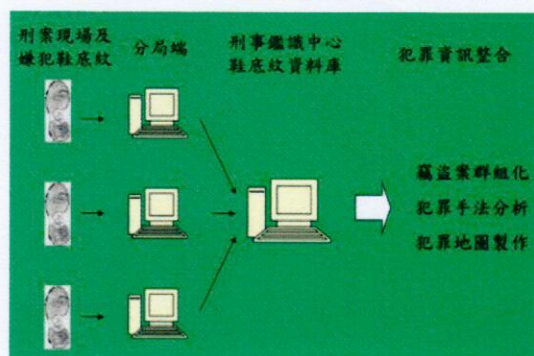 刑案現場及
嫌犯鞋底紋
分局端
刑事鑑識中心
鞋底紋資料庫
犯罪資訊整合
竊盜案群組化
犯罪手法分析
犯罪地圖製作